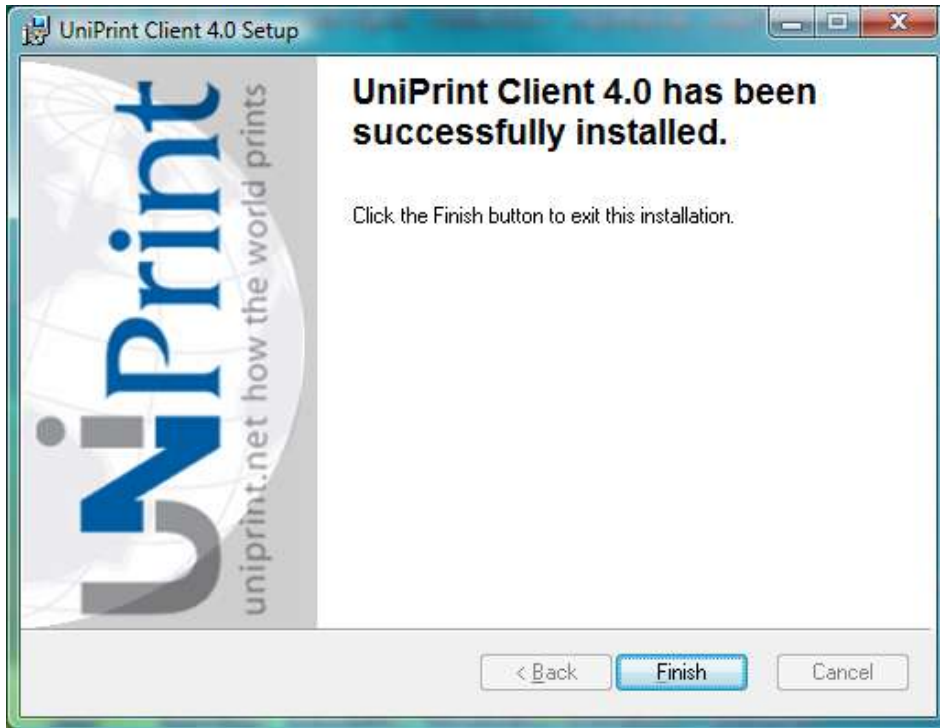 UniPrint Client 4.0 Setup
UniPrint
uniprint.net how the world prints
UniPrint Client 4.0 has been
successfully installed.
Click the Finish button to exit this installation.
< Back
Finish
Cancel